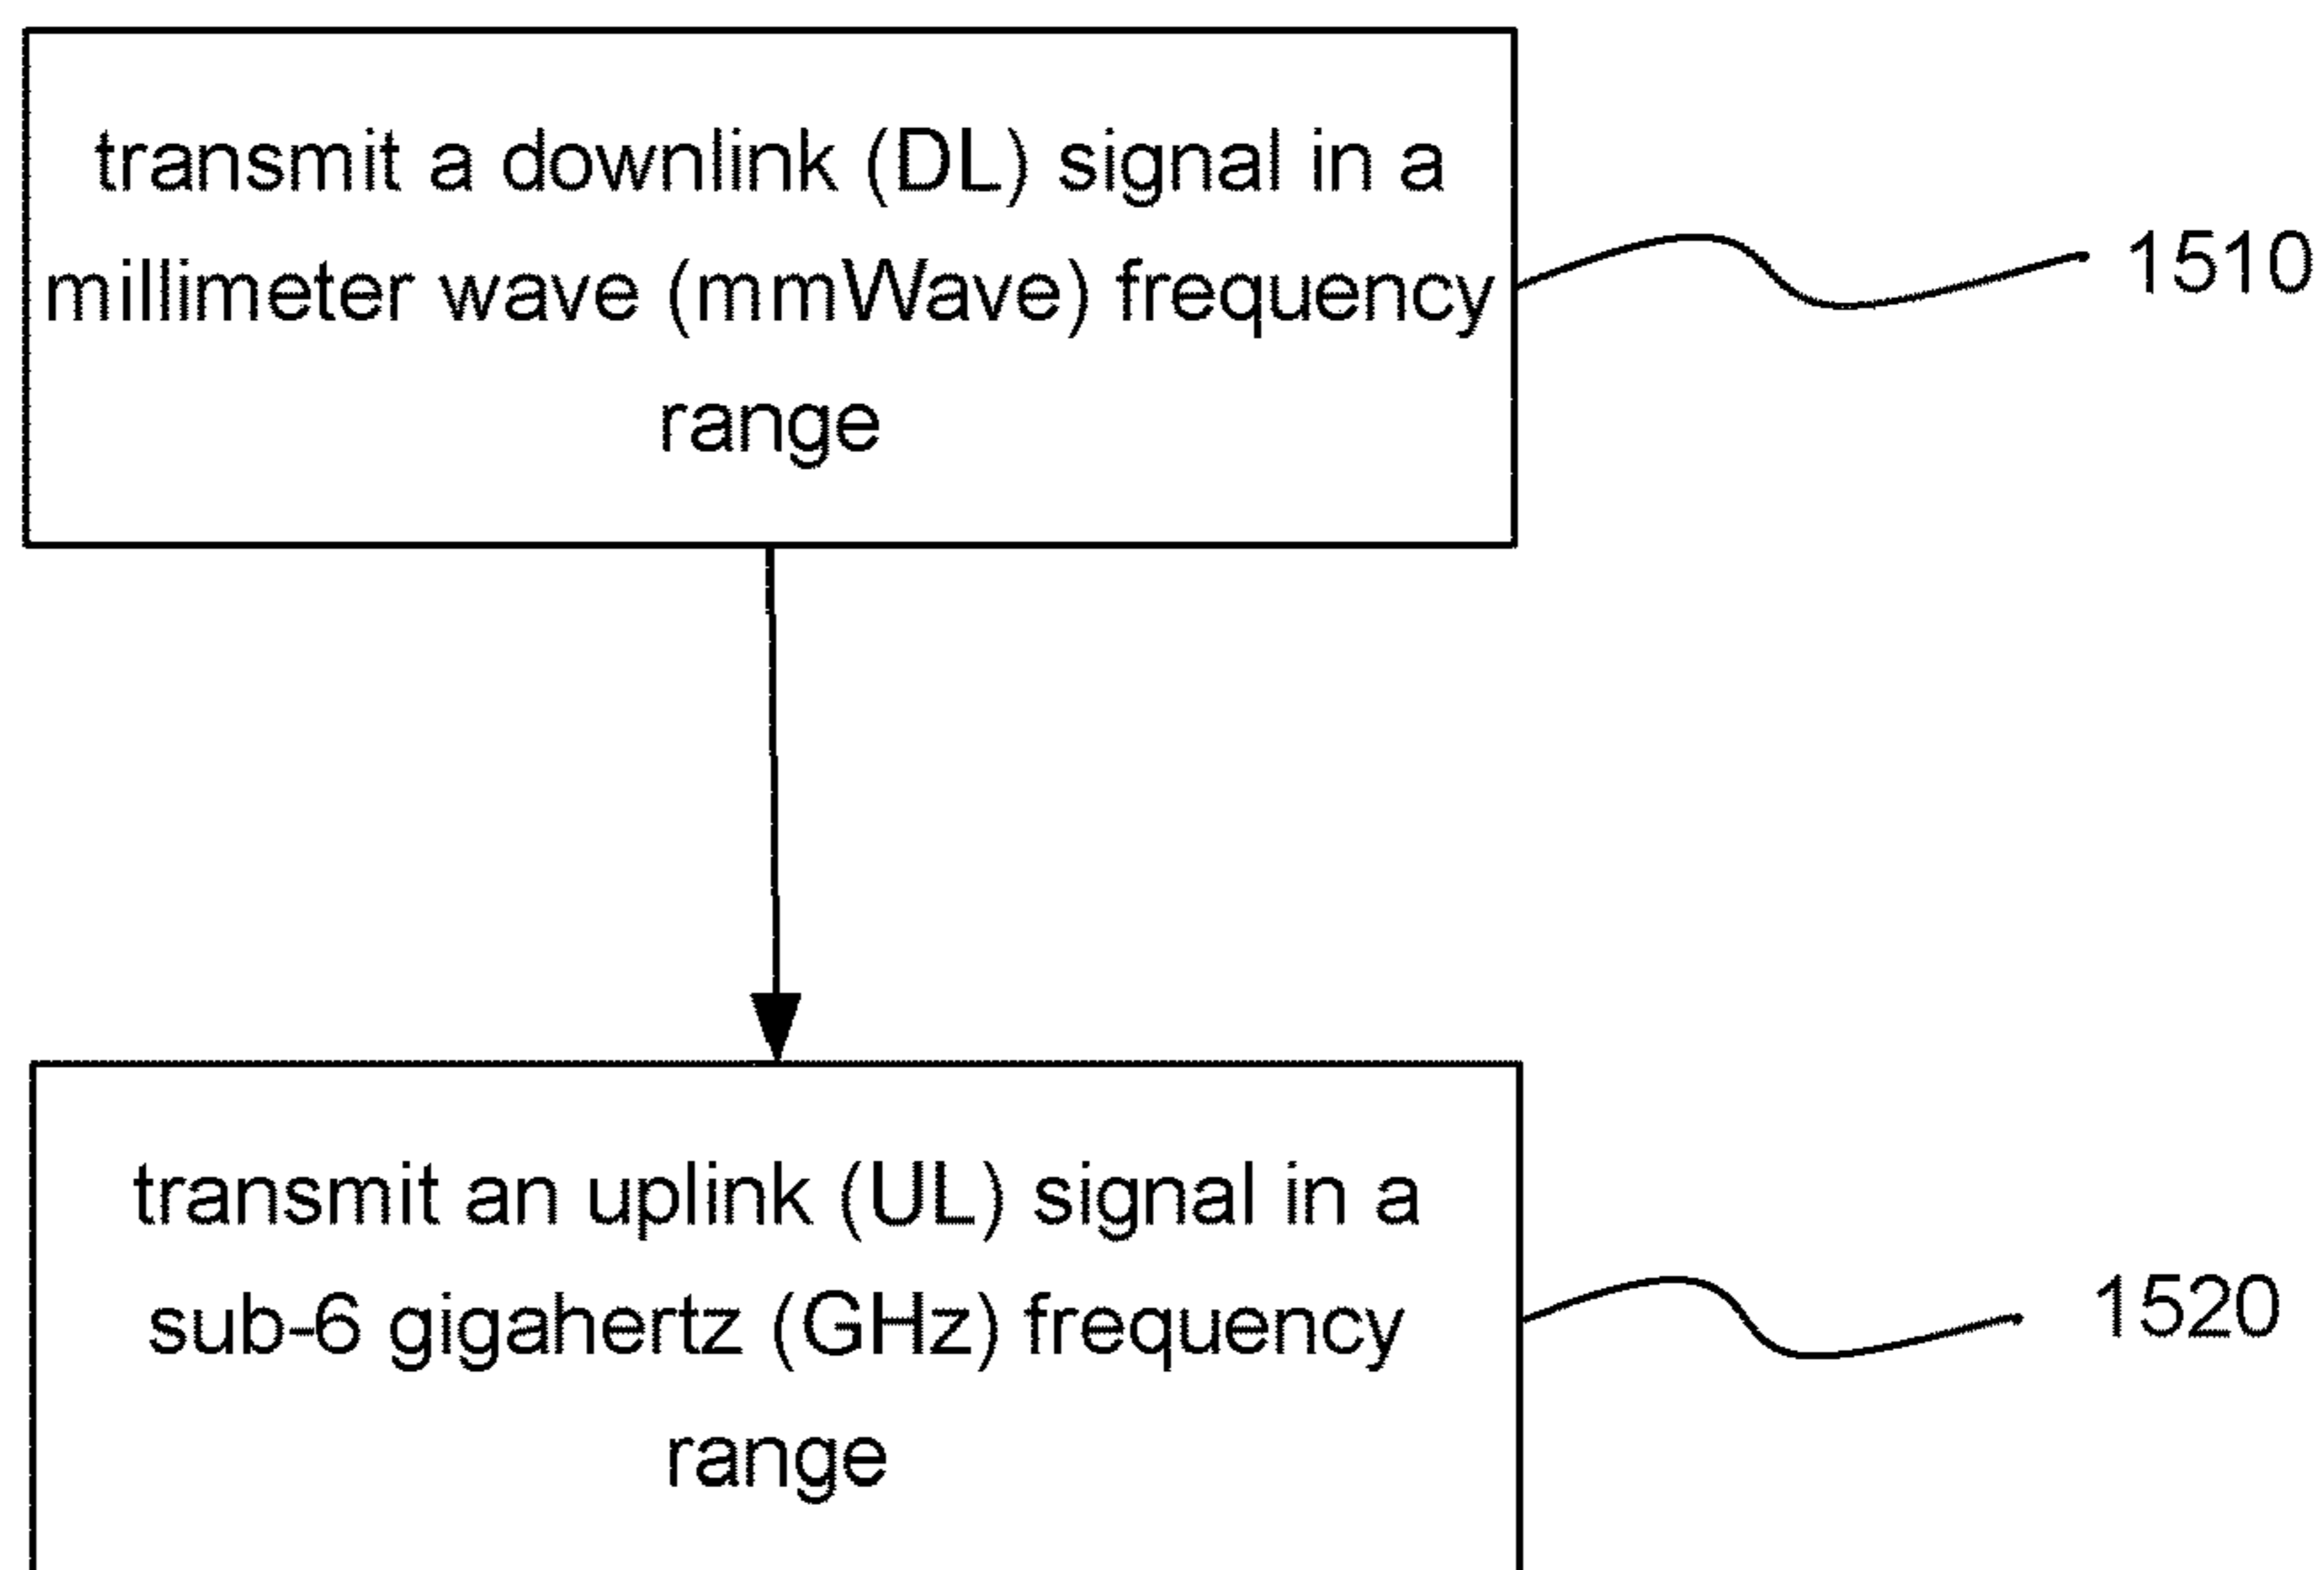 transmit a downlink (DL) signal in a
millimeter wave (mmWave) frequency
range
1510
transmit an uplink (UL) signal in a
sub-6 gigahertz (GHz) frequency
range
1520